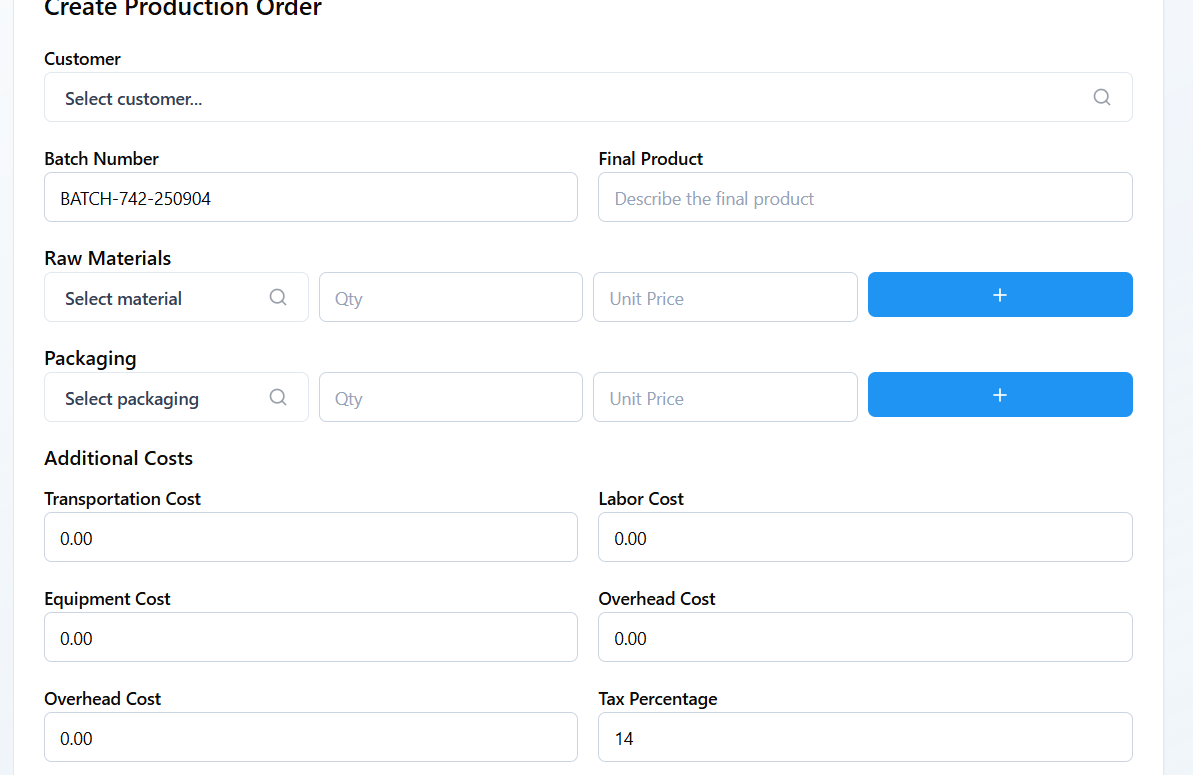 Create Production Order
Customer
Select customer...
Batch Number
Final Product
BATCH-742-250904
Describe the final product
Raw Materials
Select material
Qty
Unit Price
+
Packaging
Select packaging
Qty
Unit Price
+
Additional Costs
Transportation Cost
Labor Cost
0.00
0.00
Equipment Cost
Overhead Cost
0.00
0.00
Overhead Cost
Tax Percentage
0.00
14